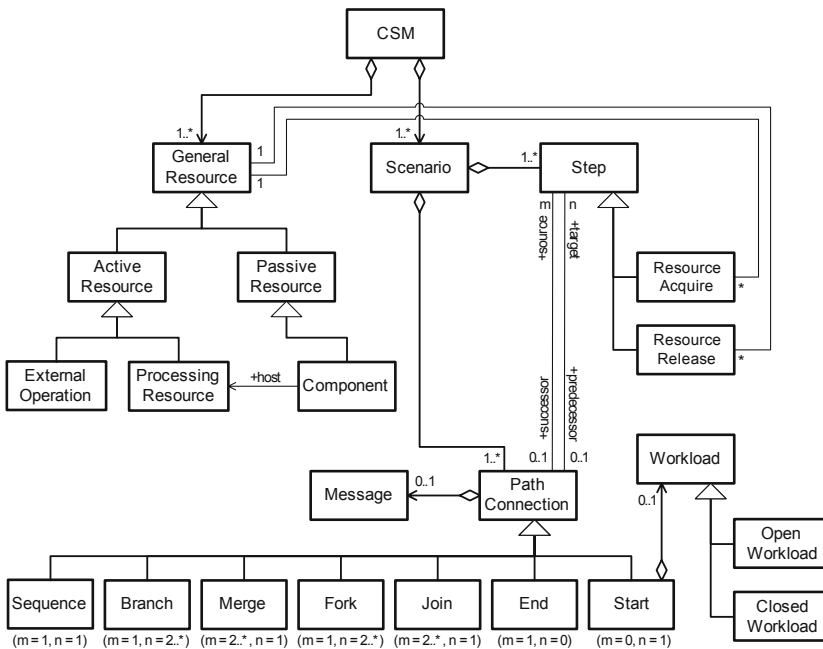 CSM
1..*
1..*
General
Resource
1
1
Scenario
1..*
Step
m
n
+source
+target
Active
Resource
Passive
Resource
Resource
Acquire
*
Resource
Release
*
External
Operation
Processing
Resource
+host
Component
+successor
+predecessor
0..1
0..1
1..*
Message
0..1
Path
Connection
Workload
0..1
Open
Workload
Closed
Workload
Sequence
Branch
Merge
Fork
Join
End
Start
(m = 1, n = 1)
(m = 1, n = 2..*)
(m = 2..*, n = 1)
(m = 1, n = 2..*)
(m = 2..*, n = 1)
(m = 1, n = 0)
(m = 0, n = 1)